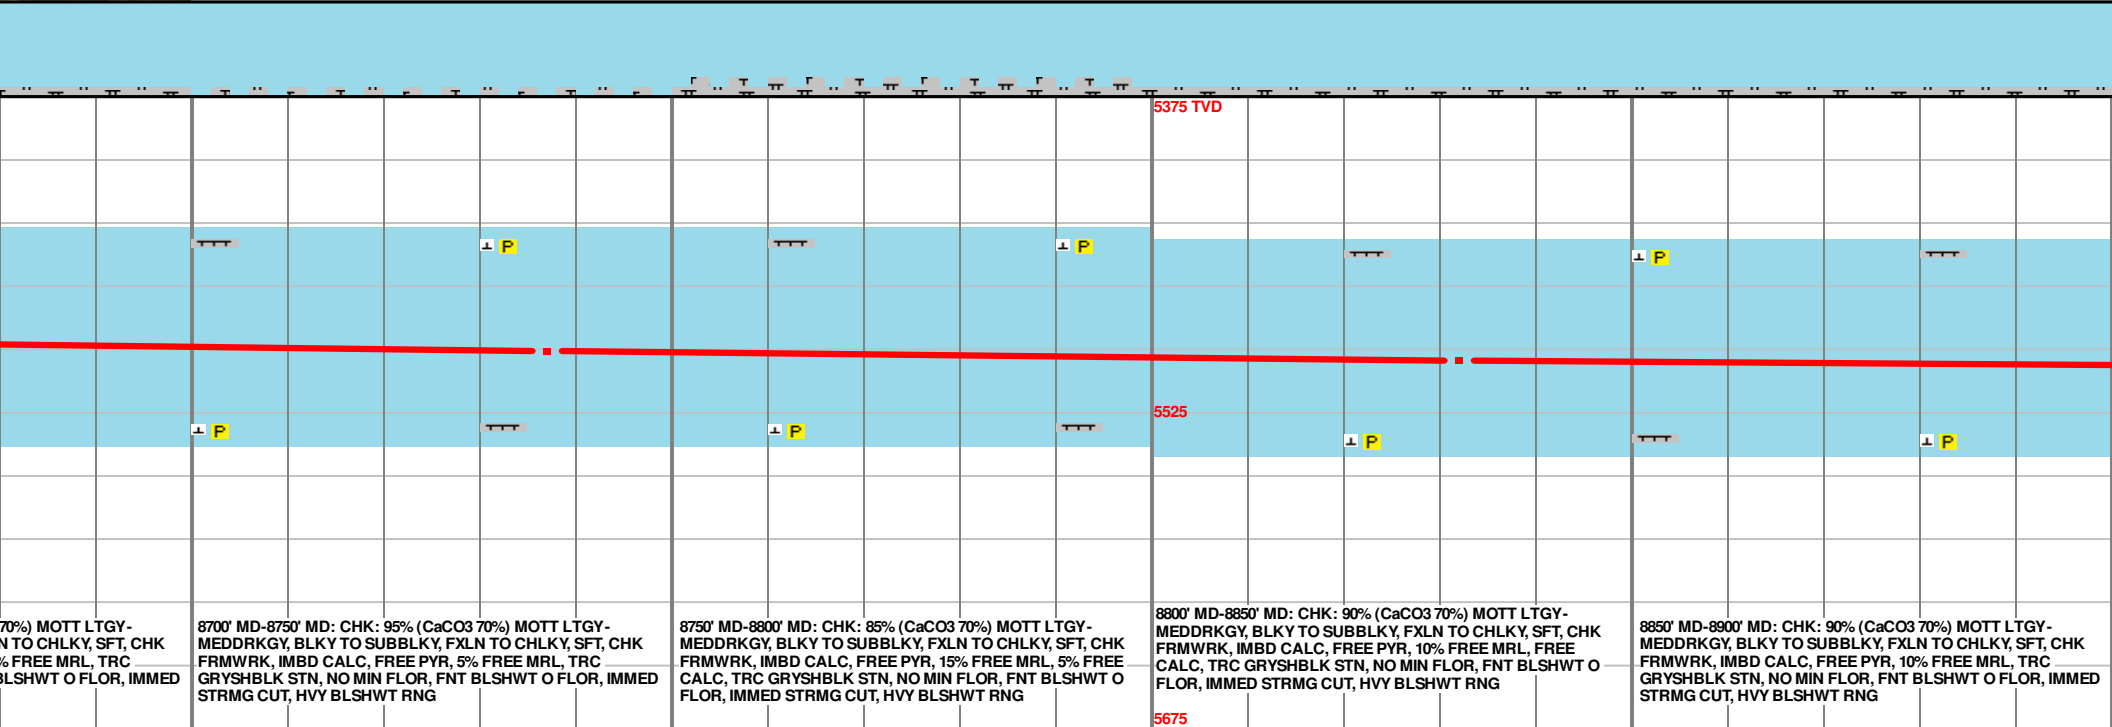 5375 TVD
P
P
P
P
5525
P
P
P
P
70%) MOTT LTGY-
N TO CHLKY, SFT, CHK
% FREE MRL, TRC
BLSHWT O FLOR, IMMED
8700' MD-8750' MD: CHK: 95% (CaCO3 70%) MOTT LTGY-
MEDDRKGY, BLKY TO SUBBLKY, FXLN TO CHLKY, SFT, CHK
FRMWRK, IMBD CALC, FREE PYR, 5% FREE MRL, TRC
GRYSHBLK STN, NO MIN FLOR, FNT BLSHWT O FLOR, IMMED
STRMG CUT, HVY BLSHWT RNG
8750' MD-8800' MD: CHK: 85% (CaCO3 70%) MOTT LTGY-
MEDDRKGY, BLKY TO SUBBLKY, FXLN TO CHLKY, SFT, CHK
FRMWRK, IMBD CALC, FREE PYR, 15% FREE MRL, 5% FREE
CALC, TRC GRYSHBLK STN, NO MIN FLOR, FNT BLSHWT O
FLOR, IMMED STRMG CUT, HVY BLSHWT RNG
8800' MD-8850' MD: CHK: 90% (CaCO3 70%) MOTT LTGY-
MEDDRKGY, BLKY TO SUBBLKY, FXLN TO CHLKY, SFT, CHK
FRMWRK, IMBD CALC, FREE PYR, 10% FREE MRL, FREE
CALC, TRC GRYSHBLK STN, NO MIN FLOR, FNT BLSHWT O
FLOR, IMMED STRMG CUT, HVY BLSHWT RNG
8850' MD-8900' MD: CHK: 90% (CaCO3 70%) MOTT LTGY-
MEDDRKGY, BLKY TO SUBBLKY, FXLN TO CHLKY, SFT, CHK
FRMWRK, IMBD CALC, FREE PYR, 10% FREE MRL, TRC
GRYSHBLK STN, NO MIN FLOR, FNT BLSHWT O FLOR, IMMED
STRMG CUT, HVY BLSHWT RNG
5675